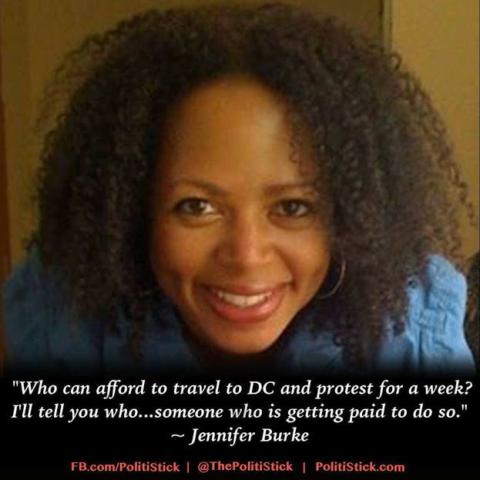 "Who can afford to travel to DC and protest for a week?
I'll tell you who...someone who is getting paid to do so."
~ Jennifer Burke
FB.com/PolitiStick | @ThePolitiStick | PolitiStick.com